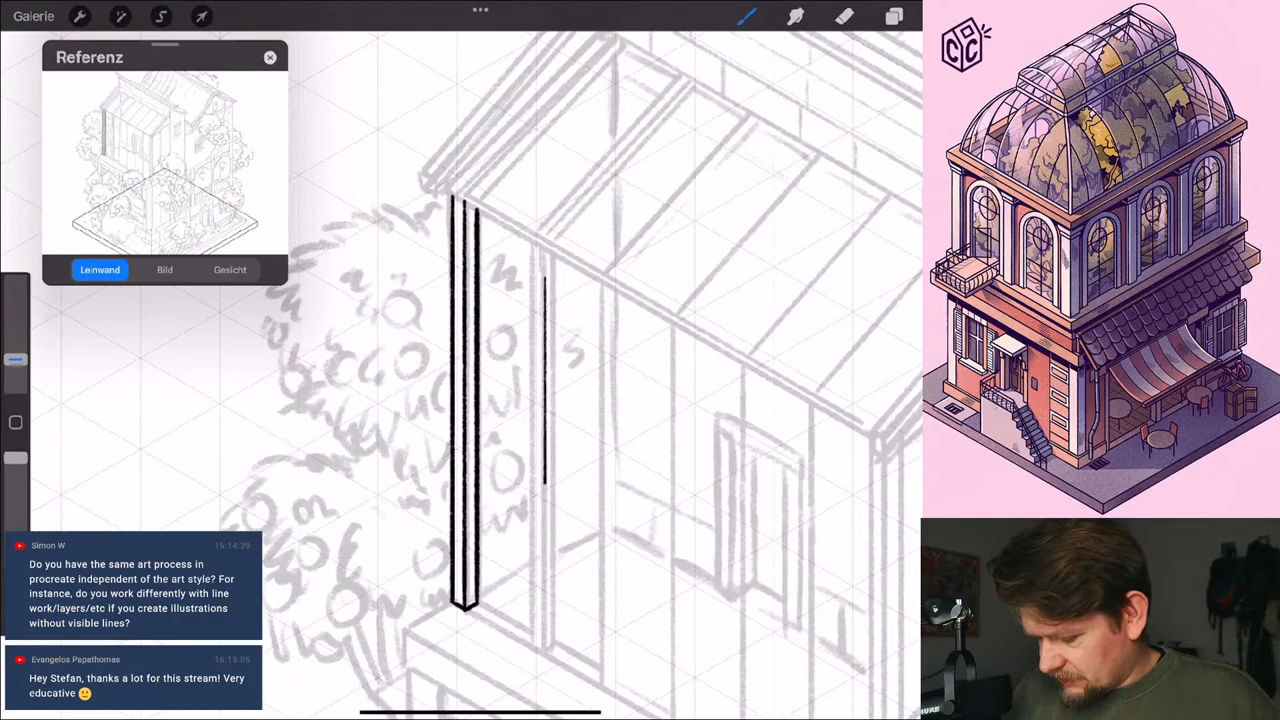 Galerie
Referenz
Leinwand
Bild
Gesicht
Simon W
16:14:39
Do you have the same art process in
procreate independent of the art style? For
instance, do you work differently with line
work/layers/etc if you create illustrations
without visible lines?
Evangelos Papathomas
16:15:05
Hey Stefan, thanks a lot for this stream! Very
educative 🙂
CC
SHURE